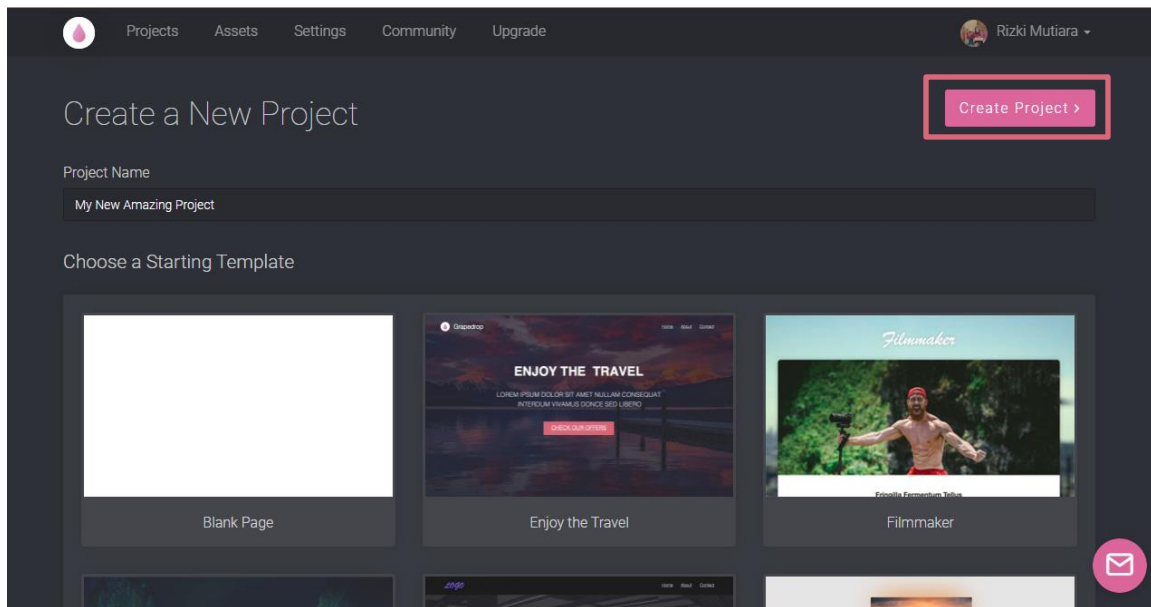 Projects Assets Settings Community Upgrade Rizki Mutiara
Create a New Project
Create Project >
Project Name
My New Amazing Project
Choose a Starting Template
Grapedrop Home About Contact
ENJOY THE TRAVEL
LOREM IPSUM DOLOR SIT AMET NULLAM CONSEQUAT
INTERDUM VIVAMUS DONCE SED LIBERO
CHECK OUR OFFERS
Filmmaker
Fringilla Fermentum Tellus
Blank Page
Enjoy the Travel
Filmmaker
LOGO Home About Contact